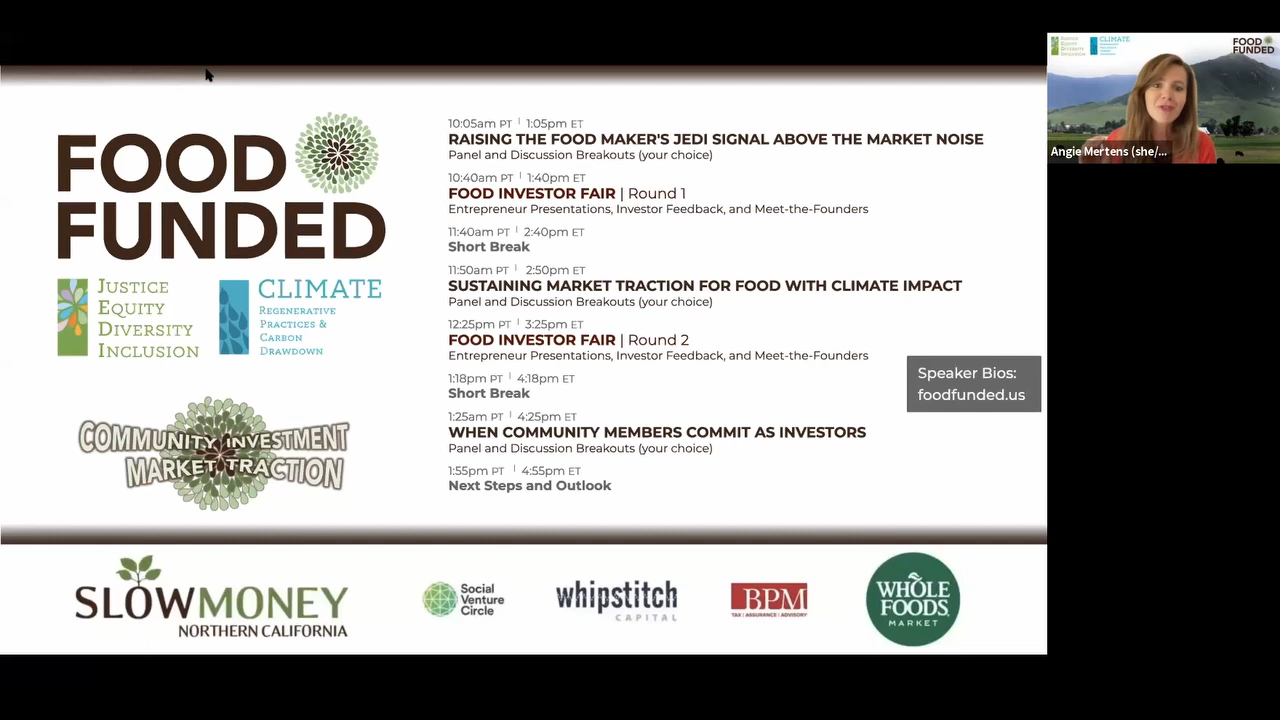 FOOD
FUNDED
JUSTICE
EQUITY
DIVERSITY
INCLUSION
CLIMATE
REGENERATIVE
PRACTICES &
CARBON
DRAWDOWN
COMMUNITY INVESTMENT
MARKET TRACTION
10:05am PT | 1:05pm ET
RAISING THE FOOD MAKER'S JEDI SIGNAL ABOVE THE MARKET NOISE
Panel and Discussion Breakouts (your choice)
10:40am PT | 1:40pm ET
FOOD INVESTOR FAIR | Round 1
Entrepreneur Presentations, Investor Feedback, and Meet-the-Founders
11:40am PT | 2:40pm ET
Short Break
11:50am PT | 2:50pm ET
SUSTAINING MARKET TRACTION FOR FOOD WITH CLIMATE IMPACT
Panel and Discussion Breakouts (your choice)
12:25pm PT | 3:25pm ET
FOOD INVESTOR FAIR | Round 2
Entrepreneur Presentations, Investor Feedback, and Meet-the-Founders
1:18pm PT | 4:18pm ET
Short Break
1:25am PT | 4:25pm ET
WHEN COMMUNITY MEMBERS COMMIT AS INVESTORS
Panel and Discussion Breakouts (your choice)
1:55pm PT | 4:55pm ET
Next Steps and Outlook
Speaker Bios:
foodfunded.us
SLOWMONEY
NORTHERN CALIFORNIA
Social
Venture
Circle
whipstitch
CAPITAL
BPM
TAX | ASSURANCE | ADVISORY
WHOLE
FOODS
MARKET
CLIMATE
FOOD
FUNDED
Angie Mertens (she/...